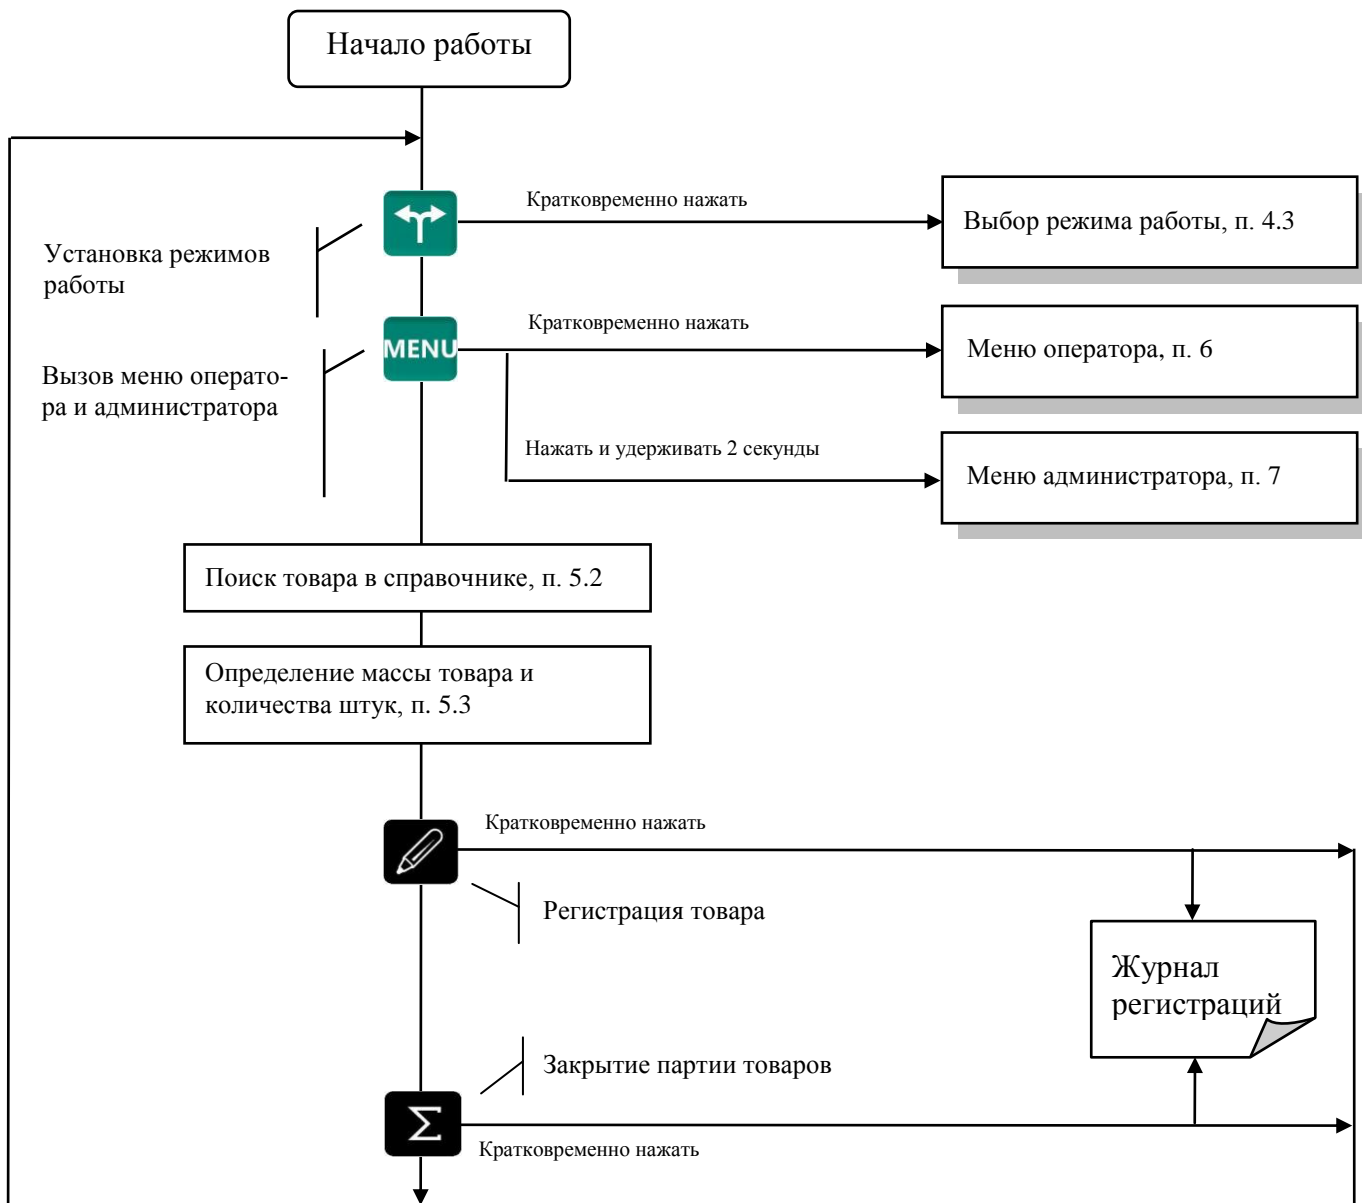 Начало работы
Кратковременно нажать
Выбор режима работы, п. 4.3
Установка режимов
работы
Кратковременно нажать
MENU
Меню оператора, п. 6
Вызов меню операто-
ра и администратора
Нажать и удерживать 2 секунды
Меню администратора, п. 7
Поиск товара в справочнике, п. 5.2
Определение массы товара и
количества штук, п. 5.3
Кратковременно нажать
Регистрация товара
Журнал
регистраций
Закрытие партии товаров
Σ
Кратковременно нажать